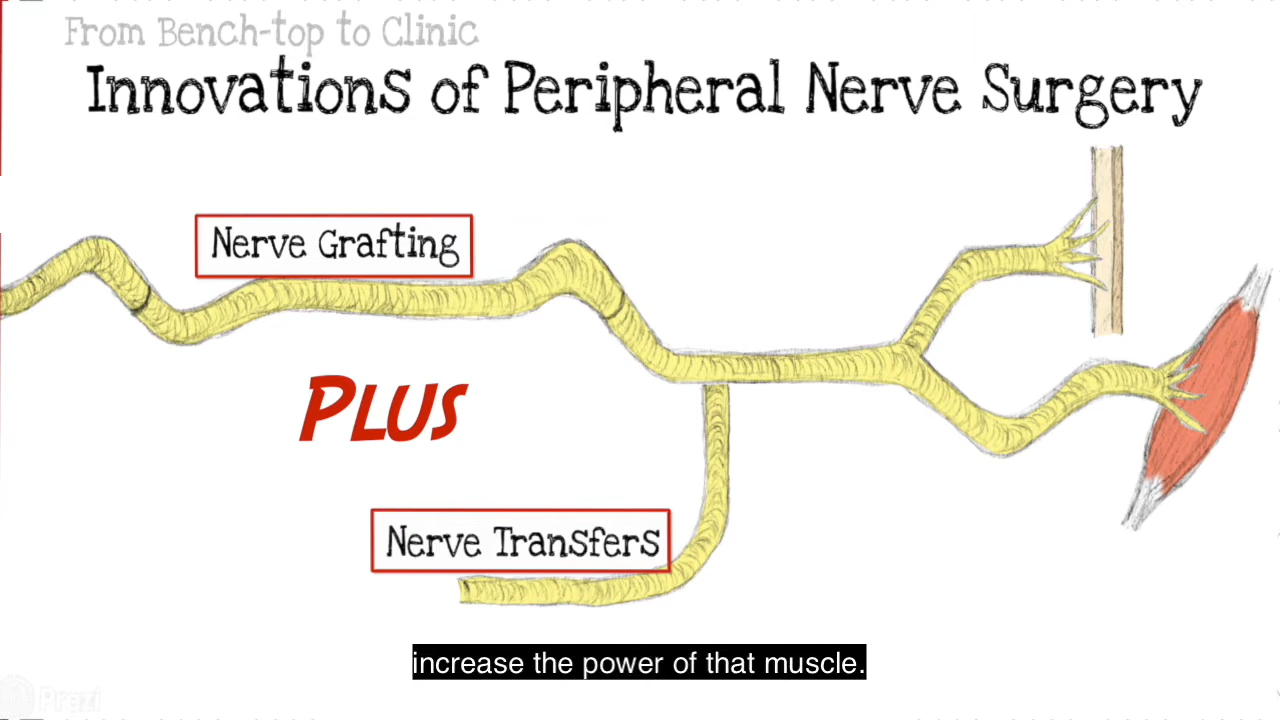 From Bench-top to Clinic
Innovations of Peripheral Nerve Surgery
Nerve Grafting
PLUS
Nerve Transfers
increase the power of that muscle.
Prezi